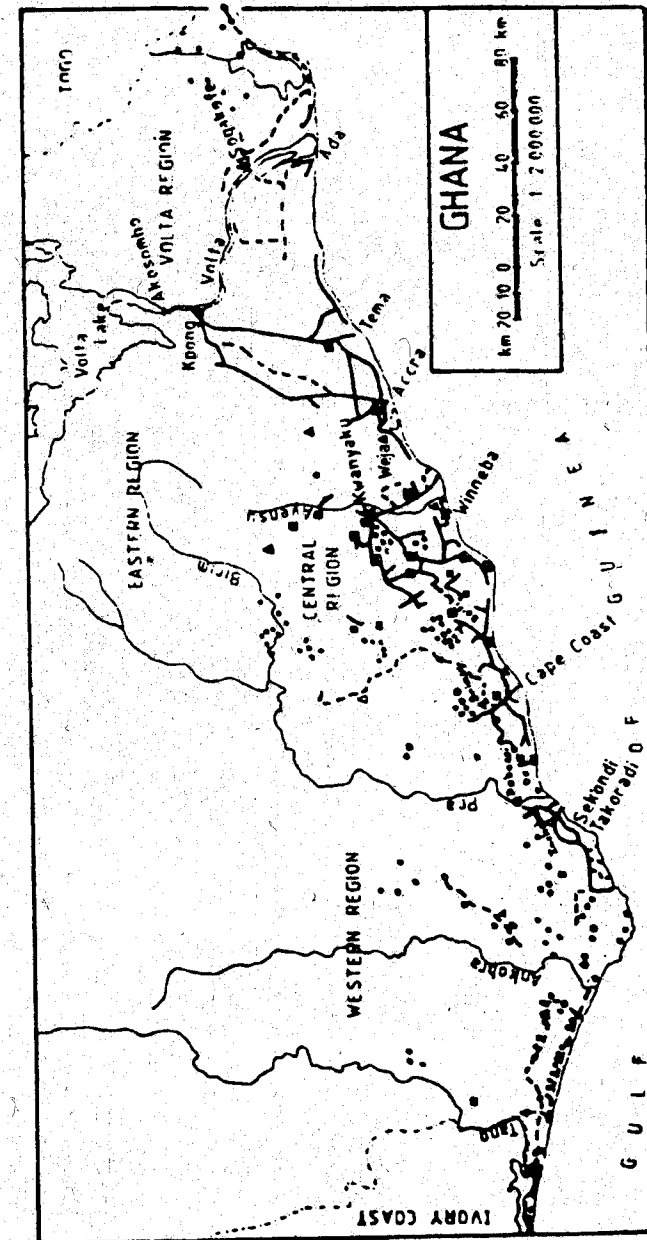 TOGO
VOLTA REGION
Volta
Lake
Akosombo
Kpong
Volta
Sogakofe
Ada
EASTERN REGION
Birim
Ayensu
CENTRAL
REGION
Kwanyaku
Weija
Tema
Accra
Winneba
Cape Coast
Sekondi
Takoradi
Pra
WESTERN REGION
Ankobra
Tano
IVORY COAST
GULF OF GUINEA
GHANA
km 20 10 0 20 40 60 80 km
Scale 1 2 000 000